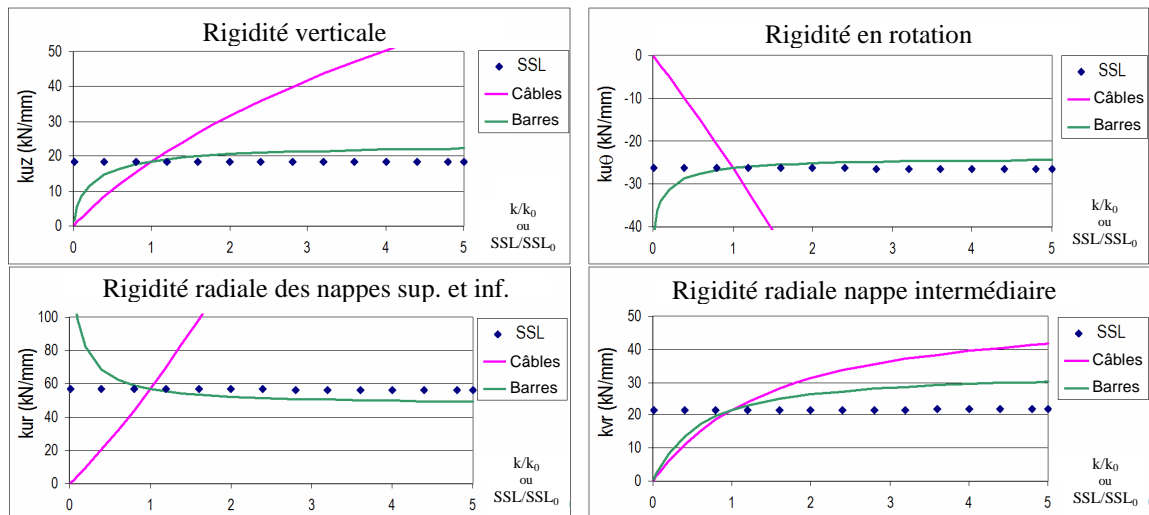 Rigidité verticale
kuz (kN/mm)
50
40
30
20
10
0
0 1 2 3 4 5
SSL
Câbles
Barres
k/k₀
ou
SSL/SSL₀
Rigidité en rotation
kuθ (kN/mm)
0
-10
-20
-30
-40
0 1 2 3 4 5
SSL
Câbles
Barres
k/k₀
ou
SSL/SSL₀
Rigidité radiale des nappes sup. et inf.
kur (kN/mm)
100
80
60
40
20
0
0 1 2 3 4 5
SSL
Câbles
Barres
k/k₀
ou
SSL/SSL₀
Rigidité radiale nappe intermédiaire
kvr (kN/mm)
50
40
30
20
10
0
0 1 2 3 4 5
SSL
Câbles
Barres
k/k₀
ou
SSL/SSL₀